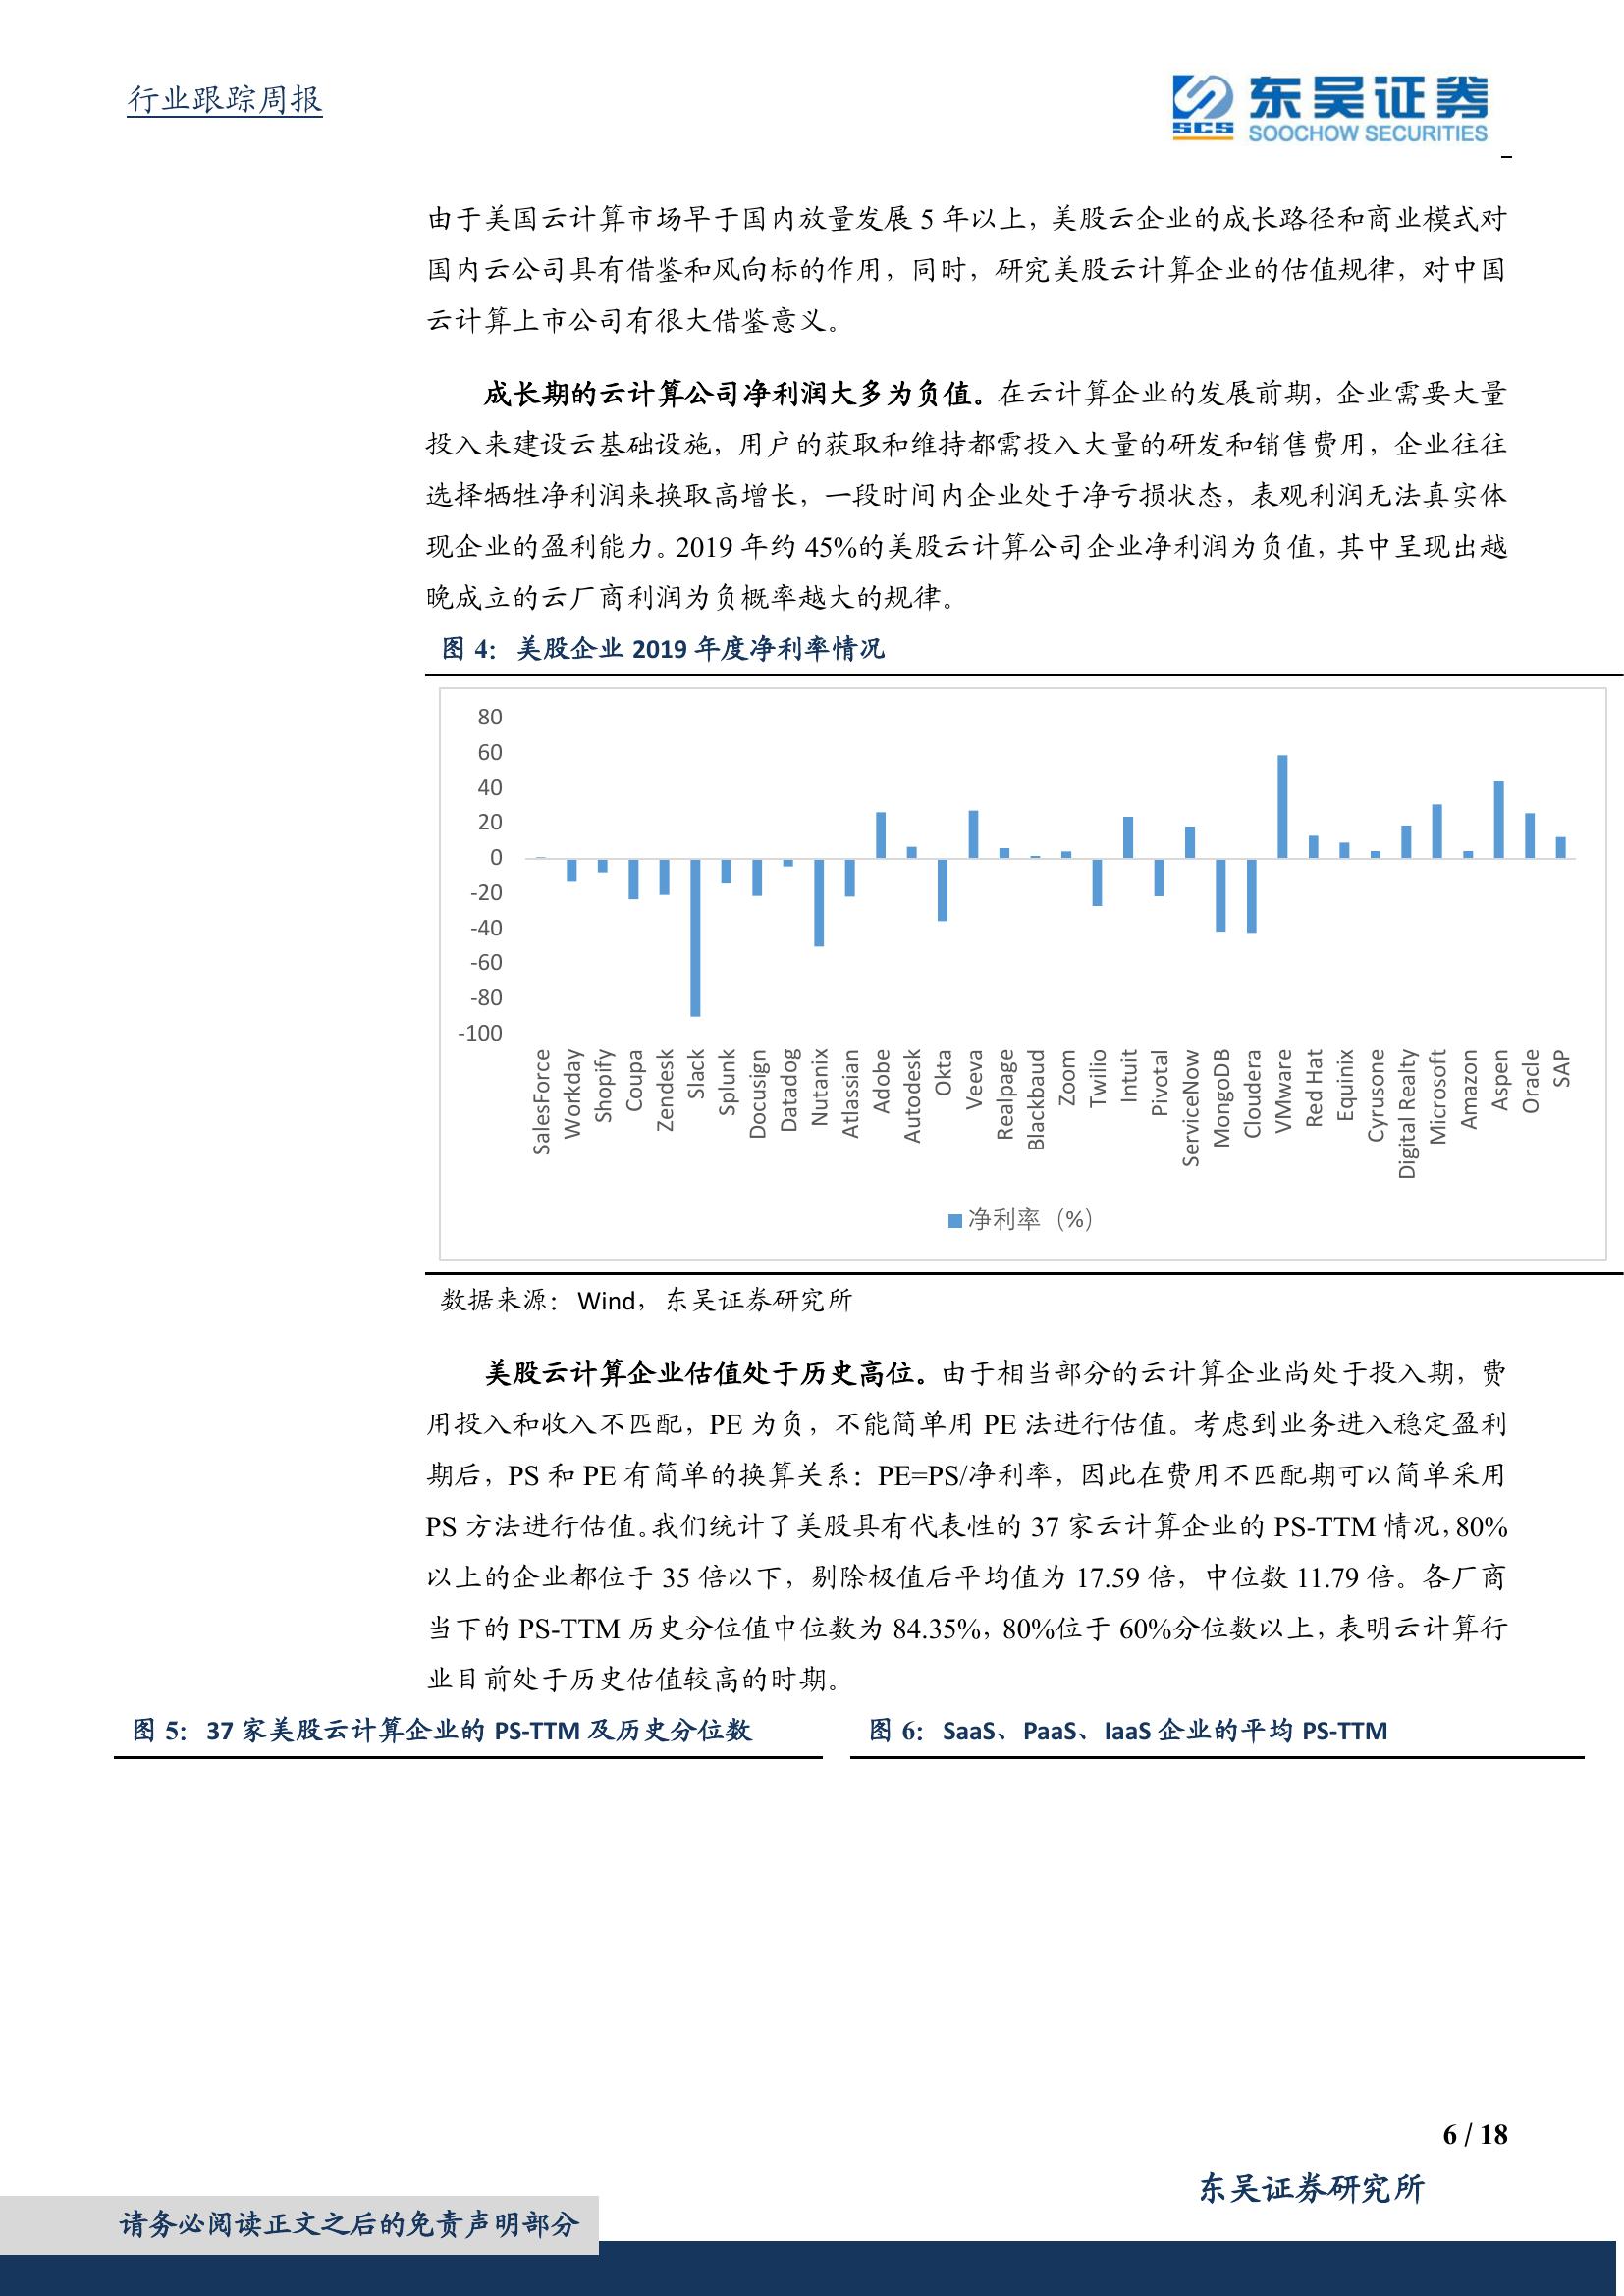 行业跟踪周报
SCS
东吴证券
SOOCHOW SECURITIES
由于美国云计算市场早于国内放量发展 5 年以上，美股云企业的成长路径和商业模式对
国内云公司具有借鉴和风向标的作用，同时，研究美股云计算企业的估值规律，对中国
云计算上市公司有很大借鉴意义。
成长期的云计算公司净利润大多为负值。在云计算企业的发展前期，企业需要大量
投入来建设云基础设施，用户的获取和维持都需投入大量的研发和销售费用，企业往往
选择牺牲净利润来换取高增长，一段时间内企业处于净亏损状态，表观利润无法真实体
现企业的盈利能力。2019 年约 45%的美股云计算公司企业净利润为负值，其中呈现出越
晚成立的云厂商利润为负概率越大的规律。
图 4： 美股企业 2019 年度净利率情况
80
60
40
20
0
-20
-40
-60
-80
-100
SalesForce
Workday
Shopify
Coupa
Zendesk
Slack
Splunk
Docusign
Datadog
Nutanix
Atlassian
Adobe
Autodesk
Okta
Veeva
Realpage
Blackbaud
Zoom
Twilio
Intuit
Pivotal
ServiceNow
MongoDB
Cloudera
VMware
Red Hat
Equinix
Cyrusone
Digital Realty
Microsoft
Amazon
Aspen
Oracle
SAP
净利率（%）
数据来源：Wind，东吴证券研究所
美股云计算企业估值处于历史高位。由于相当部分的云计算企业尚处于投入期，费
用投入和收入不匹配，PE 为负，不能简单用 PE 法进行估值。考虑到业务进入稳定盈利
期后，PS 和 PE 有简单的换算关系：PE=PS/净利率，因此在费用不匹配期可以简单采用
PS 方法进行估值。我们统计了美股具有代表性的 37 家云计算企业的 PS-TTM 情况，80%
以上的企业都位于 35 倍以下，剔除极值后平均值为 17.59 倍，中位数 11.79 倍。各厂商
当下的 PS-TTM 历史分位值中位数为 84.35%，80%位于 60%分位数以上，表明云计算行
业目前处于历史估值较高的时期。
图 5： 37 家美股云计算企业的 PS-TTM 及历史分位数
图 6： SaaS、PaaS、IaaS 企业的平均 PS-TTM
6 / 18
东吴证券研究所
请务必阅读正文之后的免责声明部分